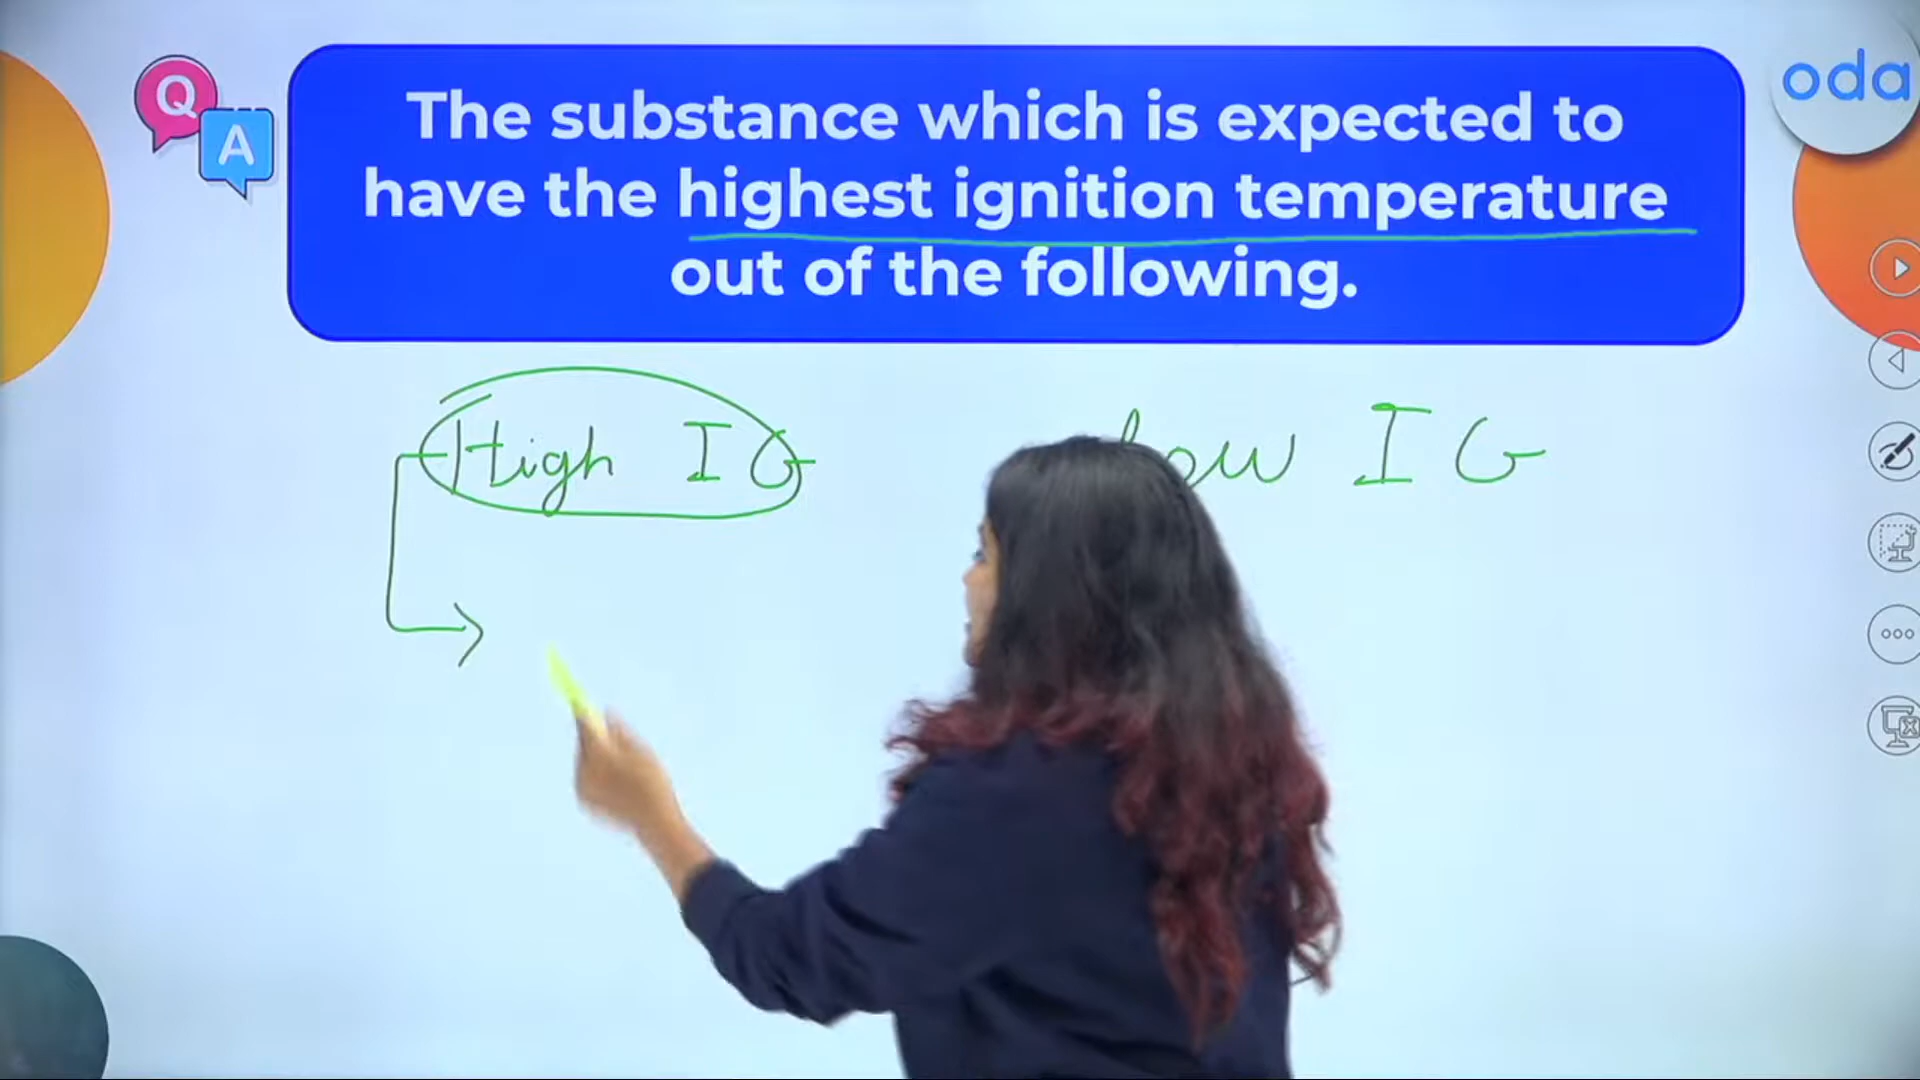 Q
A
The substance which is expected to
have the highest ignition temperature
out of the following.
oda
High IG
Low IG